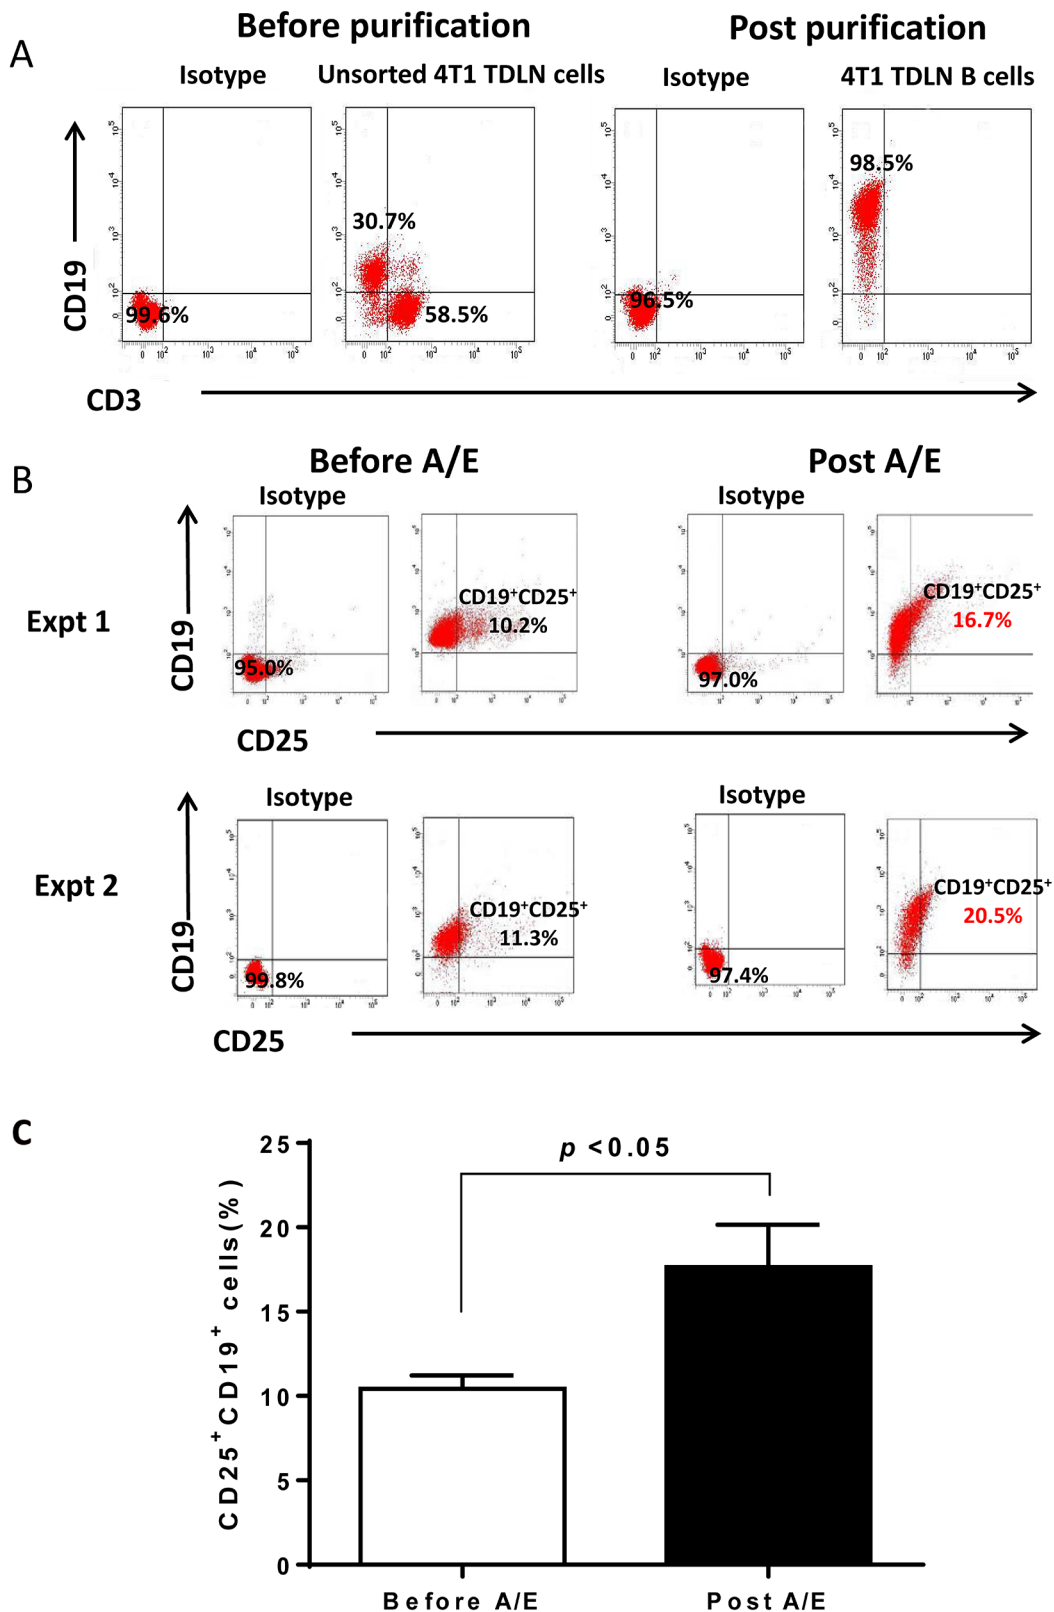 A
Before purification
Post purification
Isotype
Unsorted 4T1 TDLN cells
Isotype
4T1 TDLN B cells
CD19
99.6%
30.7%
58.5%
96.5%
98.5%
CD3
B
Before A/E
Post A/E
Isotype
Isotype
Expt 1
CD19
95.0%
CD19+CD25+
10.2%
97.0%
CD19+CD25+
16.7%
CD25
Isotype
Isotype
Expt 2
CD19
99.8%
CD19+CD25+
11.3%
97.4%
CD19+CD25+
20.5%
CD25
C
p <0.05
CD25+CD19+ cells(%)
25
20
15
10
5
0
Before A/E
Post A/E